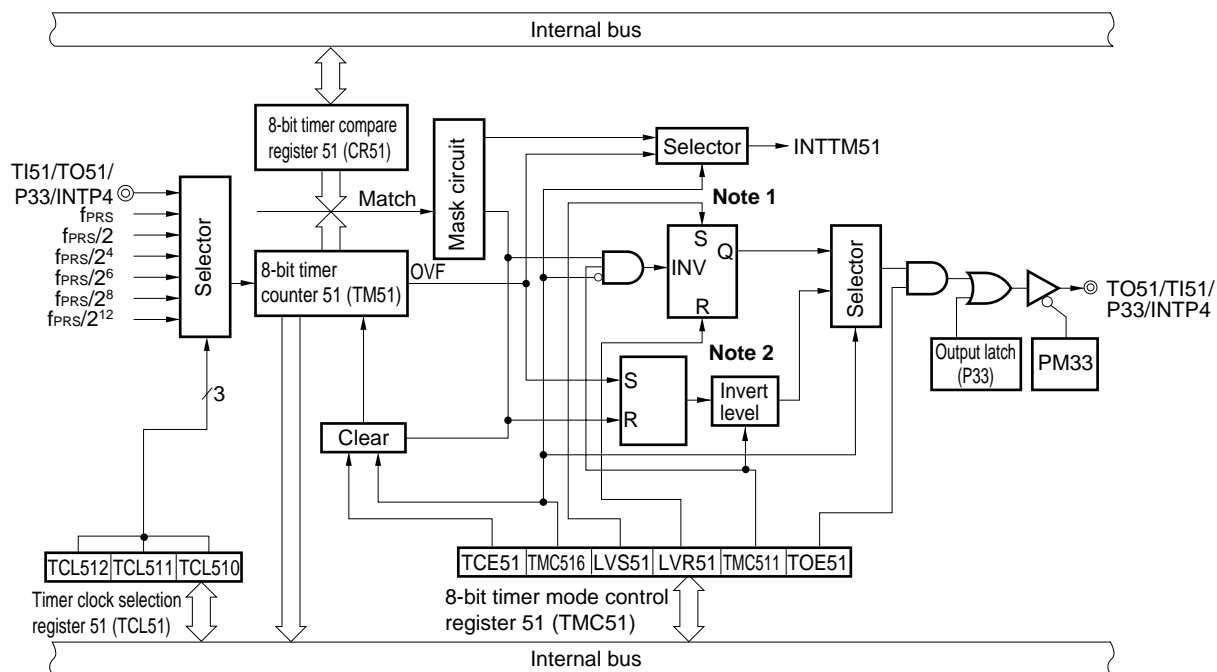 Internal bus
8-bit timer compare
register 51 (CR51)
TI51/TO51/
P33/INTP4
fPRS
fPRS/2
fPRS/2⁴
fPRS/2⁶
fPRS/2⁸
fPRS/2¹²
Selector
Match
Mask circuit
8-bit timer
counter 51 (TM51)
OVF
Selector
INTTM51
Note 1
S
Q
INV
R
Selector
TO51/TI51/
P33/INTP4
Output latch
(P33)
PM33
Note 2
S
R
Invert
level
3
Clear
TCL512 TCL511 TCL510
Timer clock selection
register 51 (TCL51)
TCE51 TMC516 LVS51 LVR51 TMC511 TOE51
8-bit timer mode control
register 51 (TMC51)
Internal bus